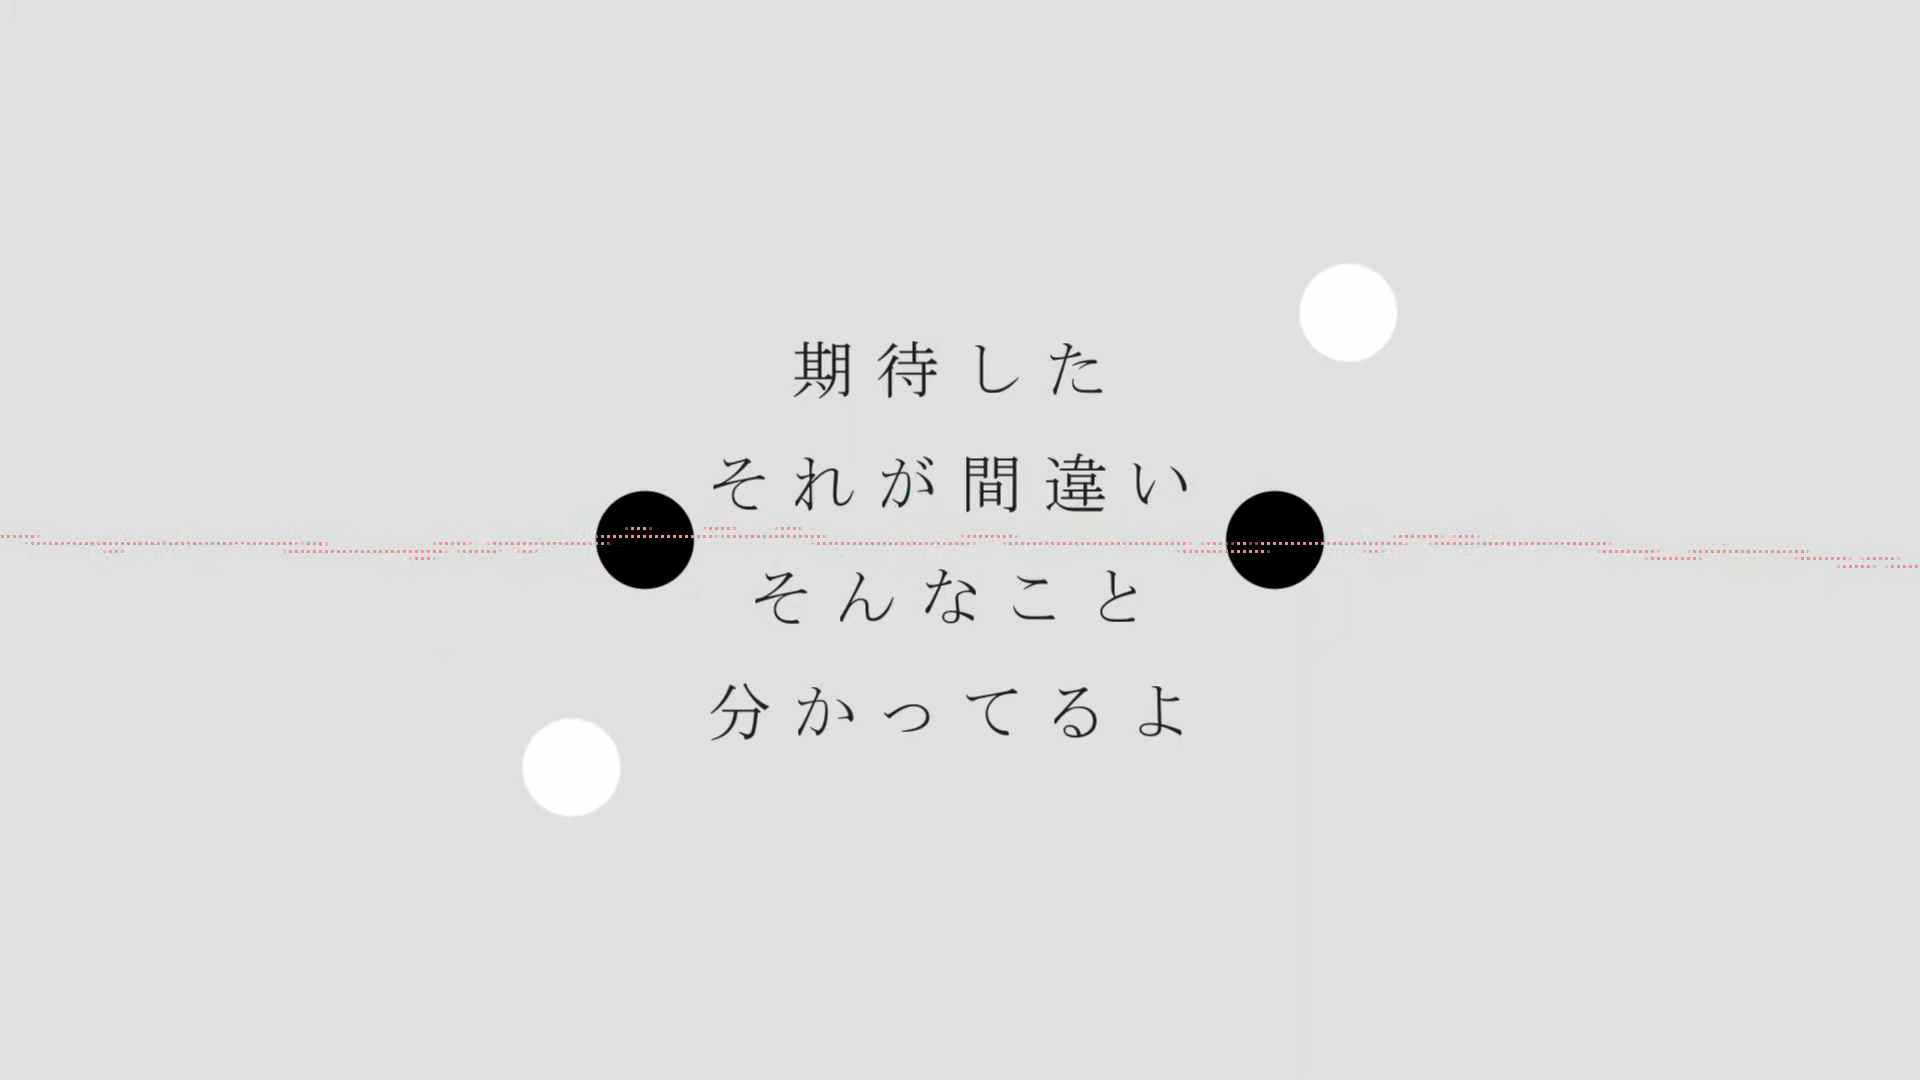 期待した
それが間違い
そんなこと
分かってるよ